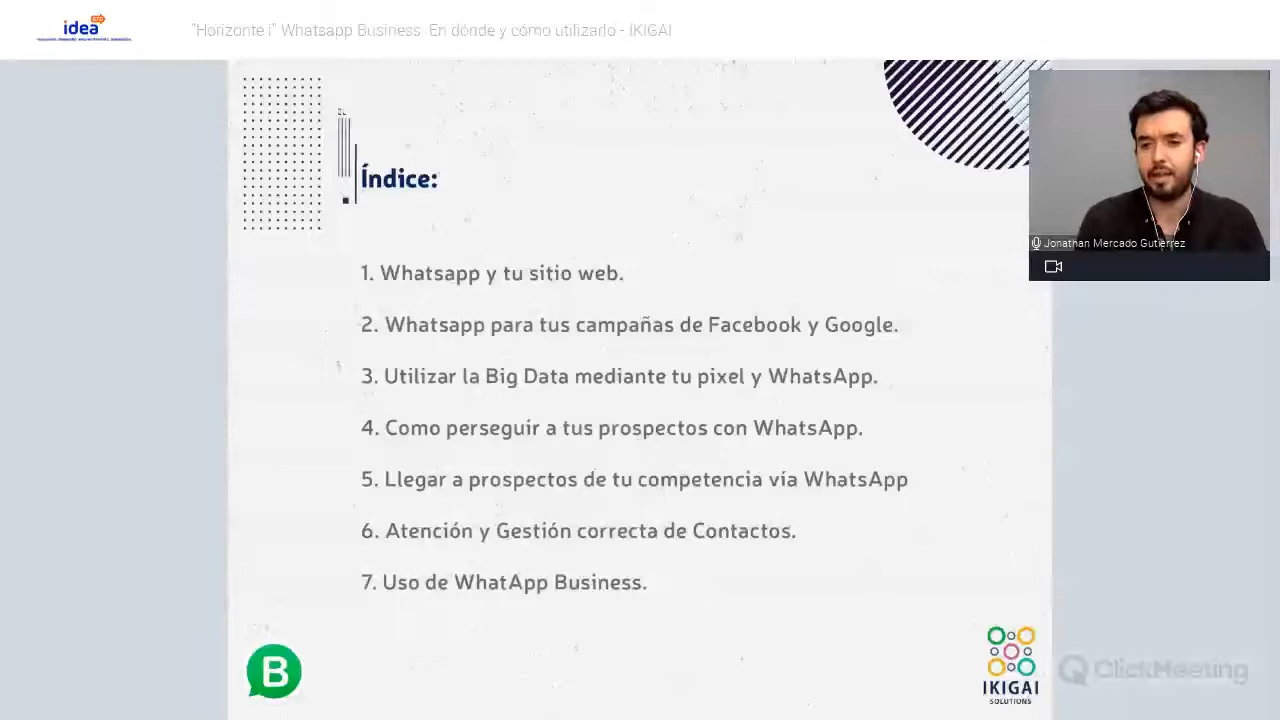 idea
"Horizonte i" Whatsapp Business En dónde y cómo utilizarlo - IKIGAI
Índice:
Jonathan Mercado Gutierrez
1. Whatsapp y tu sitio web.
2. Whatsapp para tus campañas de Facebook y Google.
3. Utilizar la Big Data mediante tu pixel y WhatsApp.
4. Como perseguir a tus prospectos con WhatsApp.
5. Llegar a prospectos de tu competencia vía WhatsApp
6. Atención y Gestión correcta de Contactos.
7. Uso de WhatApp Business.
B
IKIGAI
SOLUTIONS
ClickMeeting